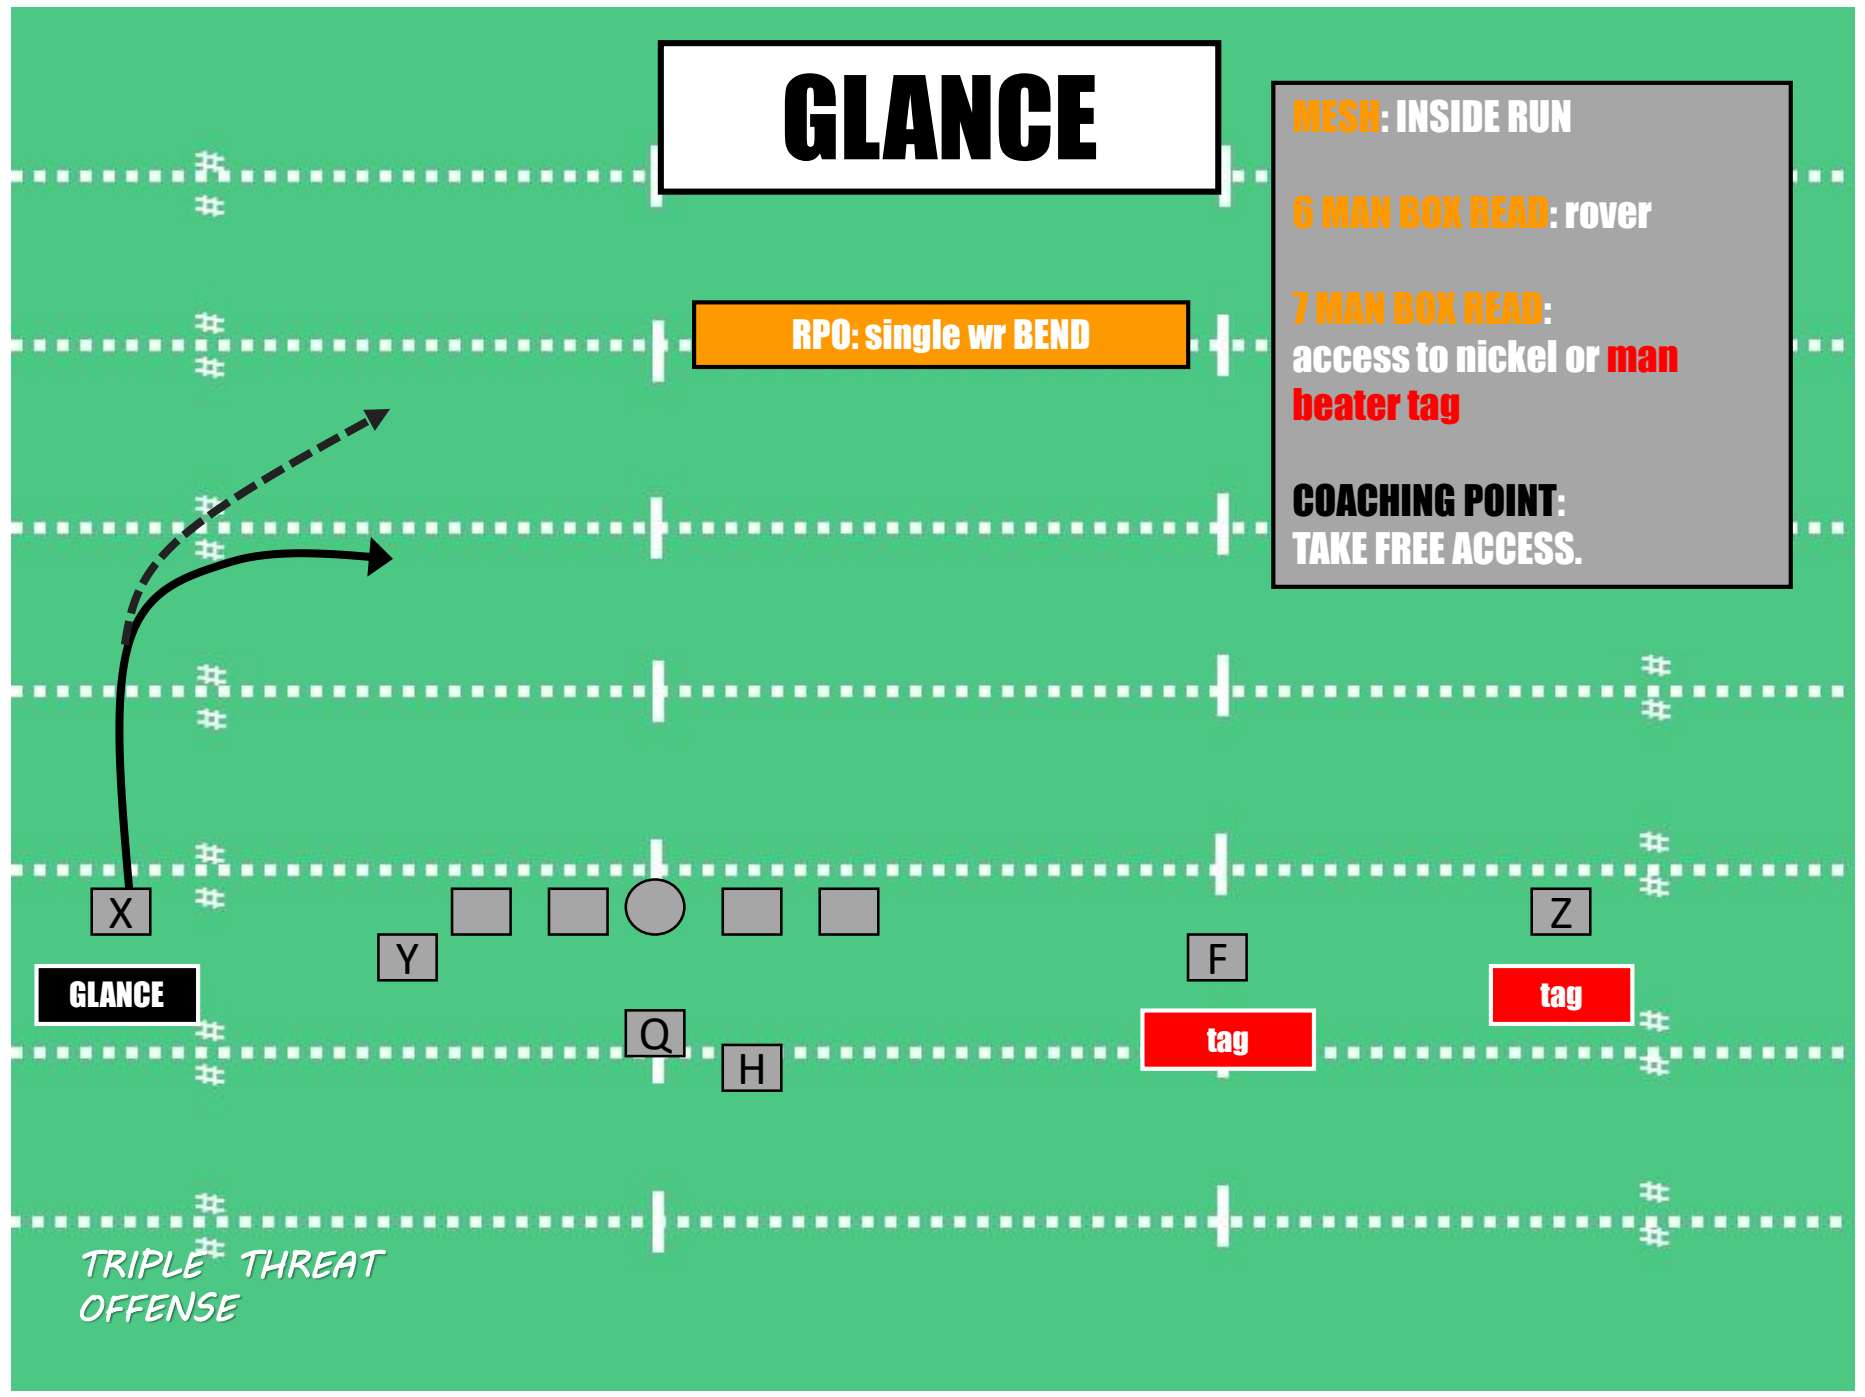 GLANCE
MESH: INSIDE RUN
6 MAN BOX READ: rover
7 MAN BOX READ:
access to nickel or man
beater tag
COACHING POINT:
TAKE FREE ACCESS.
RPO: single wr BEND
X
Y
F
Z
GLANCE
tag
Q
tag
H
TRIPLE THREAT
OFFENSE